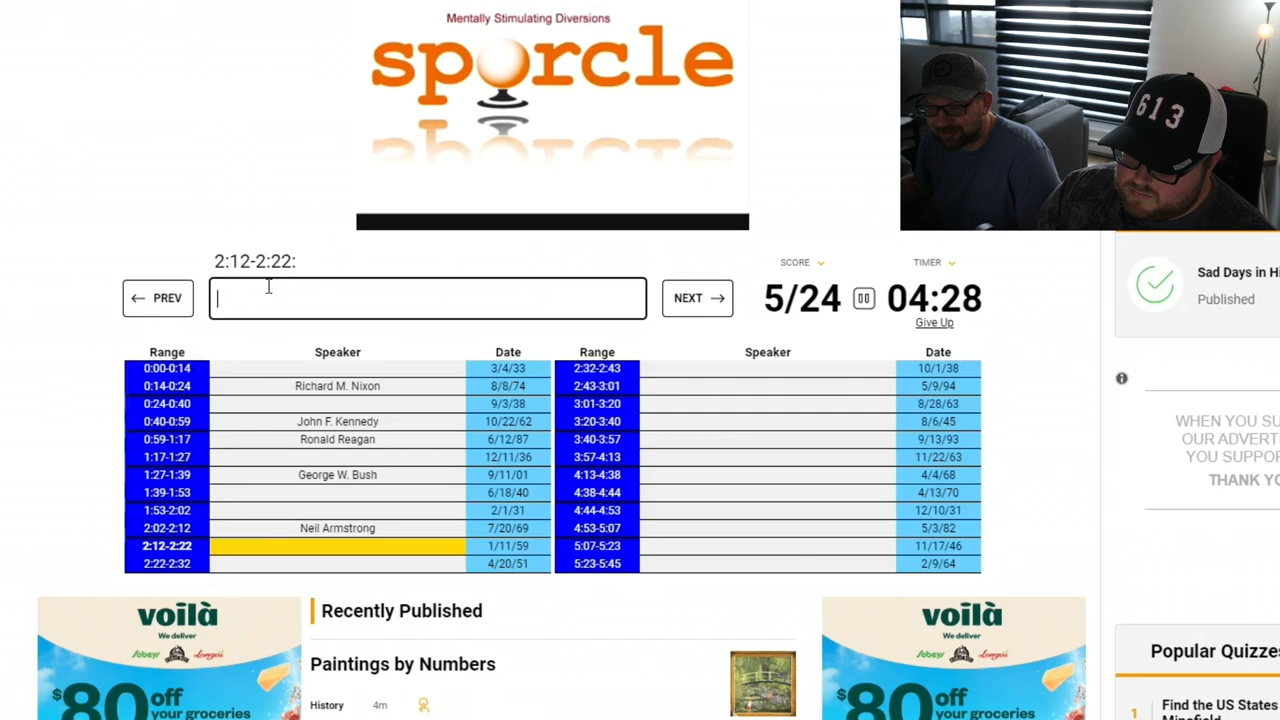 Mentally Stimulating Diversions
sporcle
613
2:12-2:22:
← PREV
NEXT →
SCORE
5/24
TIMER
04:28
Give Up
Range Speaker Date Range Speaker Date
0:00-0:14 3/4/33 2:32-2:43 10/1/38
0:14-0:24 Richard M. Nixon 8/8/74 2:43-3:01 5/9/94
0:24-0:40 9/3/38 3:01-3:20 8/28/63
0:40-0:59 John F. Kennedy 10/22/62 3:20-3:40 8/6/45
0:59-1:17 Ronald Reagan 6/12/87 3:40-3:57 9/13/93
1:17-1:27 12/11/36 3:57-4:13 11/22/63
1:27-1:39 George W. Bush 9/11/01 4:13-4:38 4/4/68
1:39-1:53 6/18/40 4:38-4:44 4/13/70
1:53-2:02 2/1/31 4:44-4:53 12/10/31
2:02-2:12 Neil Armstrong 7/20/69 4:53-5:07 5/3/82
2:12-2:22 1/11/59 5:07-5:23 11/17/46
2:22-2:32 4/20/51 5:23-5:45 2/9/64
Sad Days in Hi
Published
WHEN YOU SU
OUR ADVERTI
YOU SUPPOR
THANK YO
voilà
We deliver
sobeys Longo's
$80 off
your groceries
Recently Published
Paintings by Numbers
History 4m
voilà
We deliver
sobeys Longo's
$80 off
your groceries
Popular Quizzes
1 Find the US States